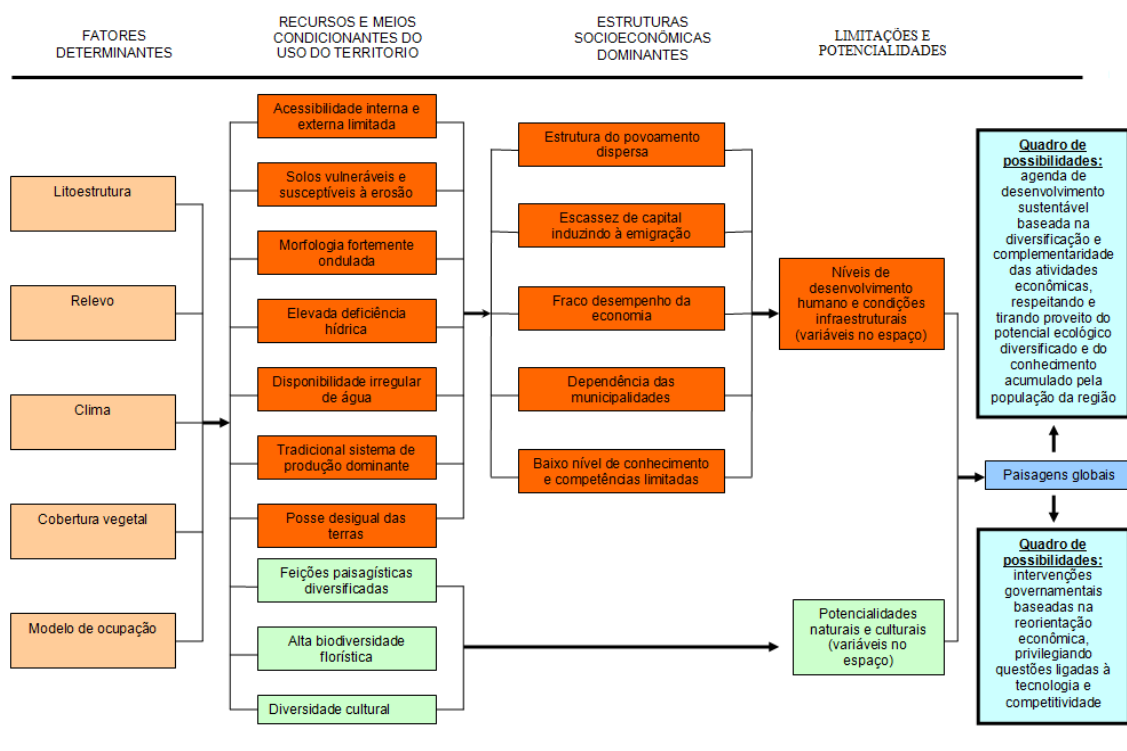 FATORES
DETERMINANTES
RECURSOS E MEIOS
CONDICIONANTES DO
USO DO TERRITORIO
ESTRUTURAS
SOCIOECONÔMICAS
DOMINANTES
LIMITAÇÕES E
POTENCIALIDADES
Litoestrutura
Relevo
Clima
Cobertura vegetal
Modelo de ocupação
Acessibilidade interna e
externa limitada
Solos vulneráveis e
susceptíveis à erosão
Morfologia fortemente
ondulada
Elevada deficiência
hídrica
Disponibilidade irregular
de água
Tradicional sistema de
produção dominante
Posse desigual das
terras
Feições paisagísticas
diversificadas
Alta biodiversidade
florística
Diversidade cultural
Estrutura do povoamento
dispersa
Escassez de capital
induzindo à emigração
Fraco desempenho da
economia
Dependência das
municipalidades
Baixo nível de conhecimento
e competências limitadas
Níveis de
desenvolvimento
humano e condições
infraestruturais
(variáveis no espaço)
Potencialidades
naturais e culturais
(variáveis no
espaço)
Quadro de
possibilidades:
agenda de
desenvolvimento
sustentável
baseada na
diversificação e
complementaridade
das atividades
econômicas,
respeitando e
tirando proveito do
potencial ecológico
diversificado e do
conhecimento
acumulado pela
população da região
Paisagens globais
Quadro de
possibilidades:
intervenções
governamentais
baseadas na
reorientação
econômica,
privilegiando
questões ligadas à
tecnologia e
competitividade